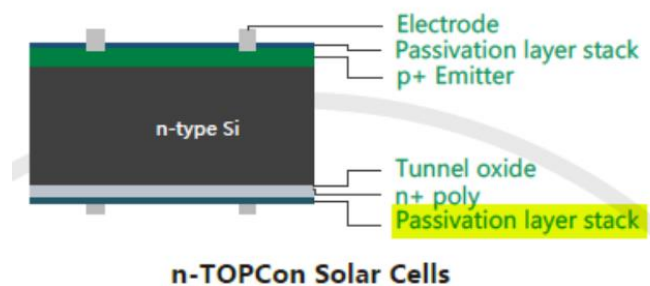 Electrode
Passivation layer stack
p+ Emitter
n-type Si
Tunnel oxide
n+ poly
Passivation layer stack
n-TOPCon Solar Cells